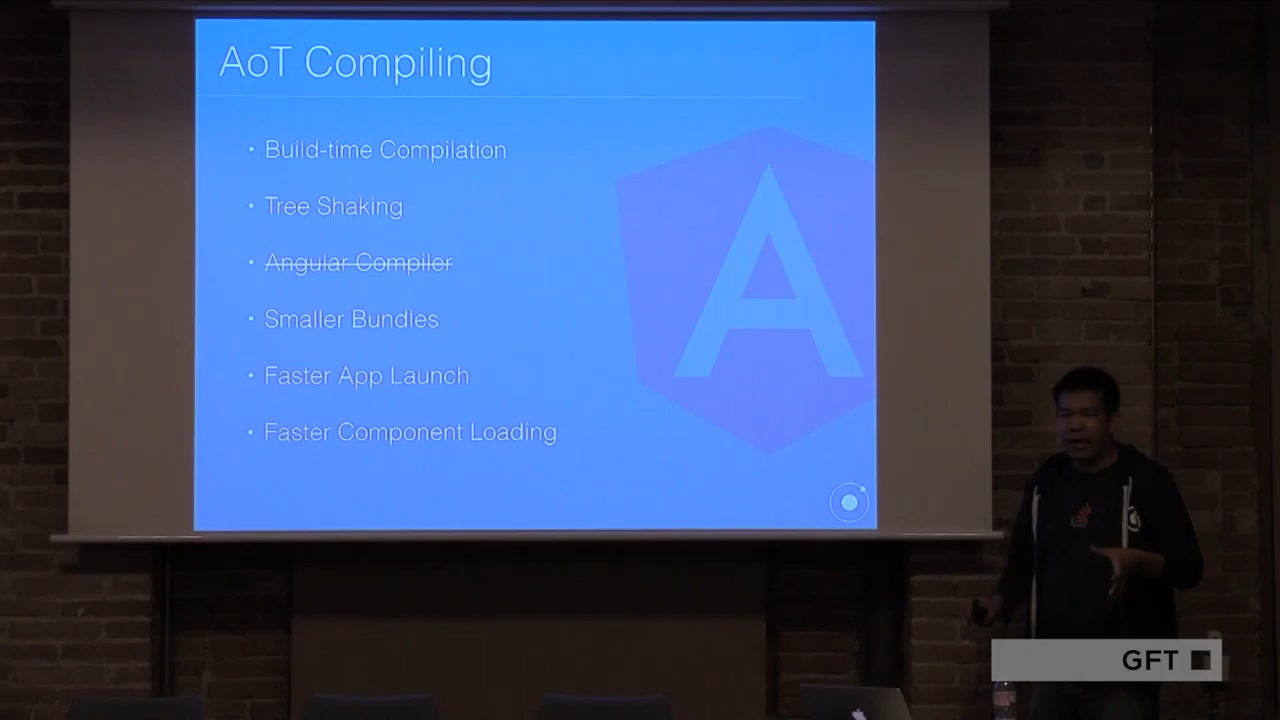 AoT Compiling
• Build-time Compilation
• Tree Shaking
• Angular Compiler
• Smaller Bundles
• Faster App Launch
• Faster Component Loading
A
GFT